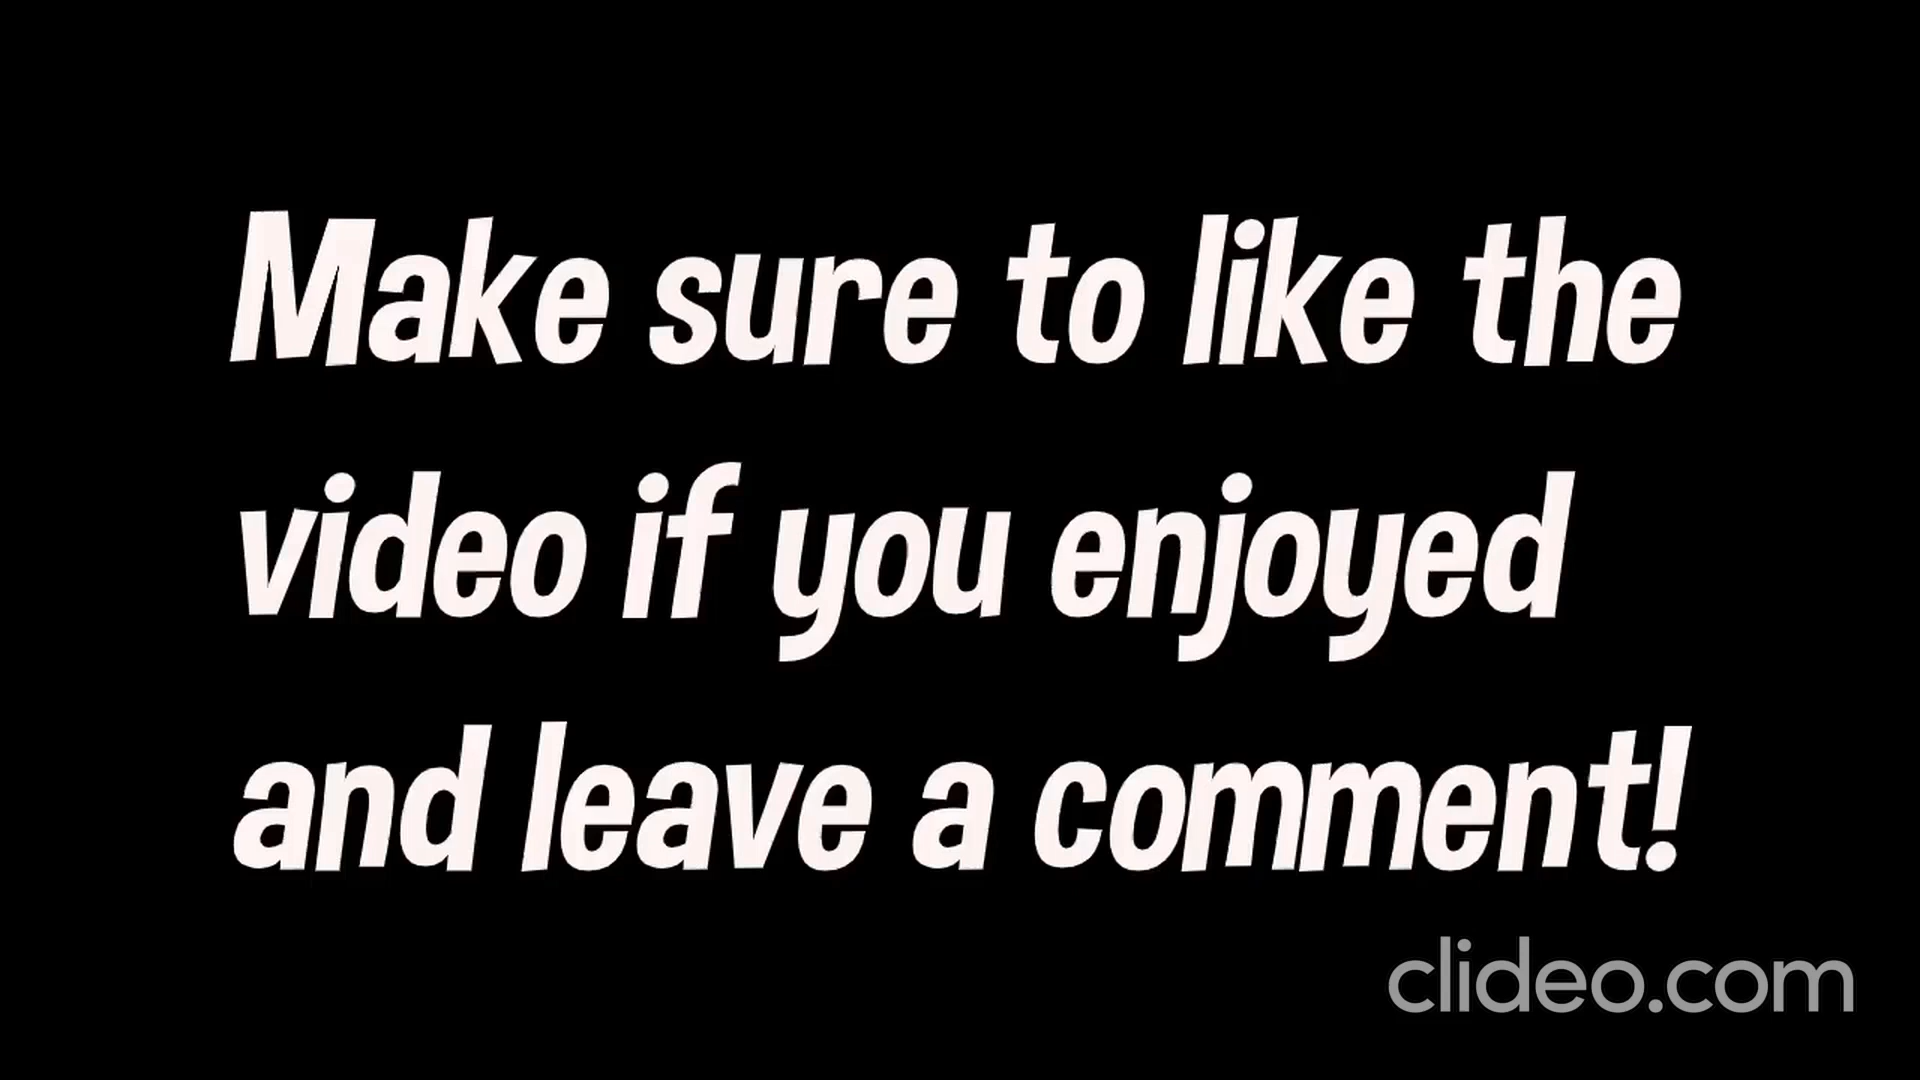 Make sure to like the
video if you enjoyed
and leave a comment!
clideo.com